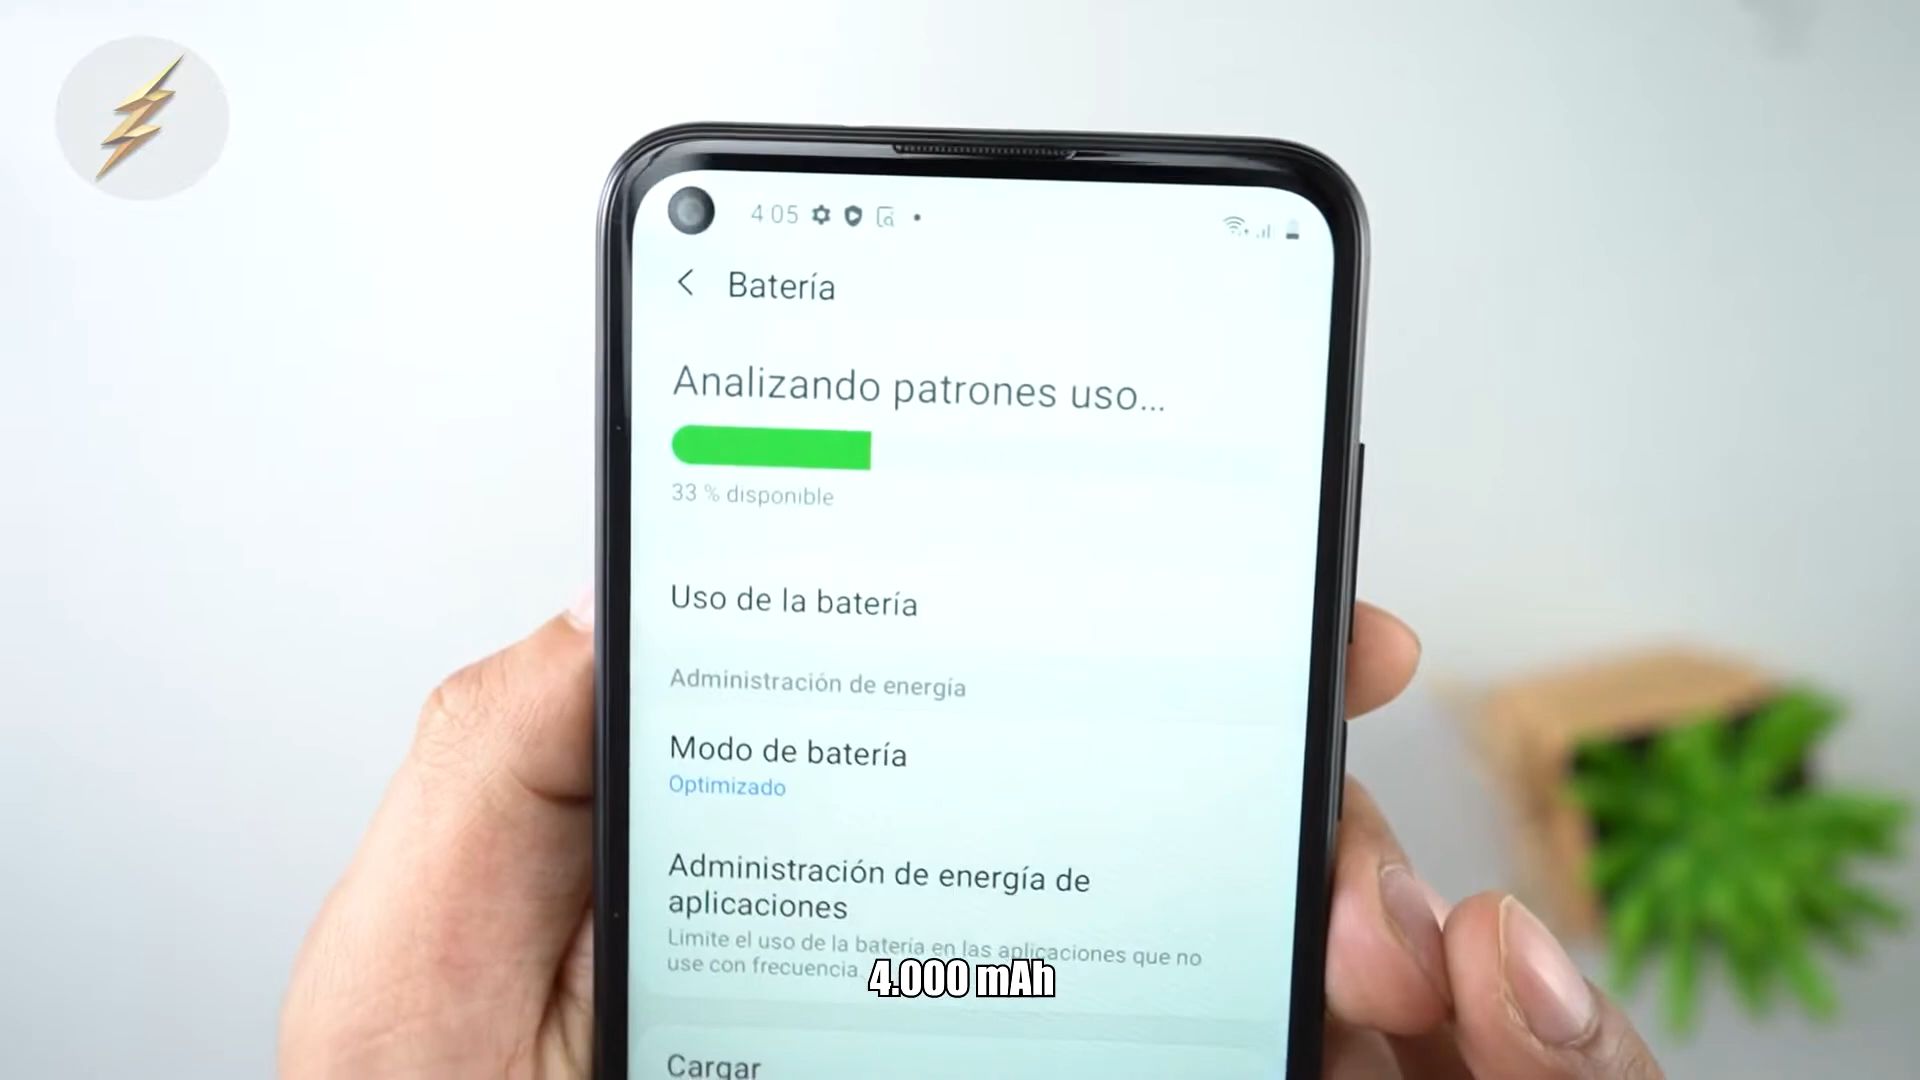 4:05
Batería
Analizando patrones uso...
33 % disponible
Uso de la batería
Administración de energía
Modo de batería
Optimizado
Administración de energía de
aplicaciones
Limite el uso de la batería en las aplicaciones que no
use con frecuencia.
4.000 mAh
Cargar